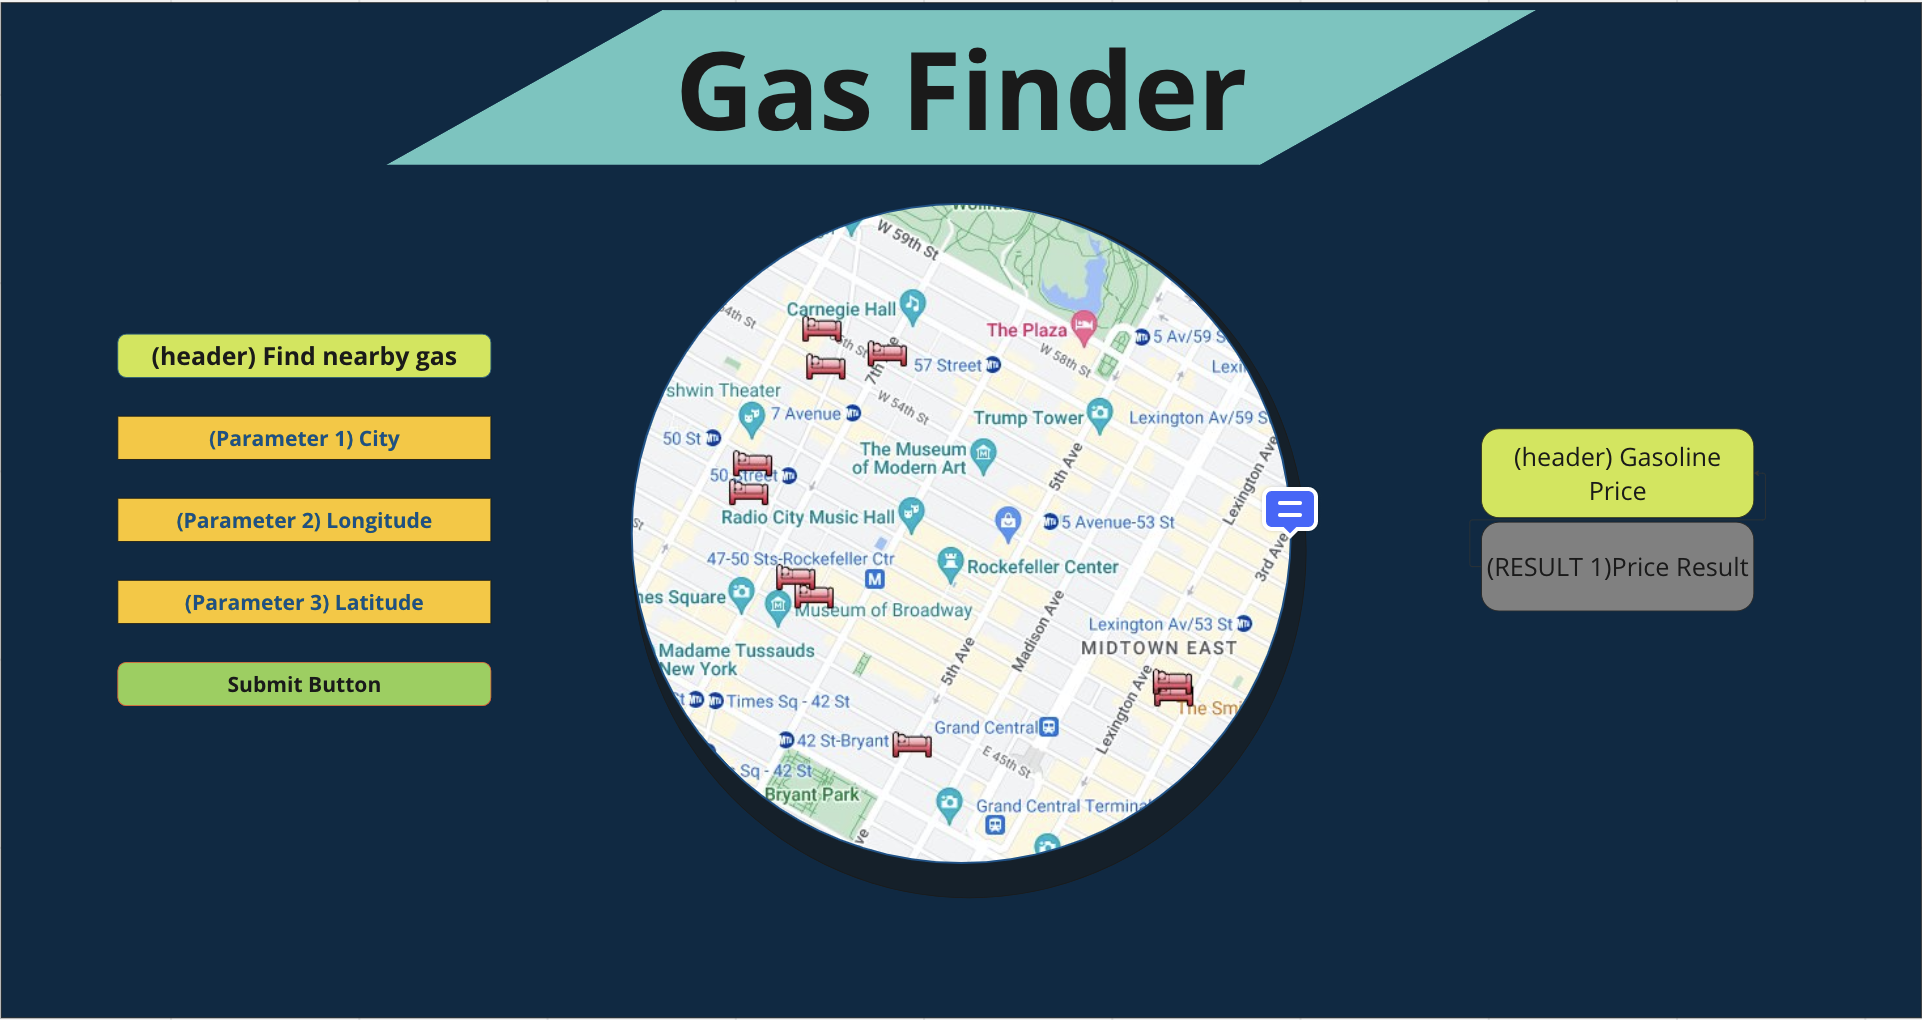 Gas Finder
(header) Find nearby gas
(Parameter 1) City
(Parameter 2) Longitude
(Parameter 3) Latitude
Submit Button
W 59th St
Carnegie Hall
The Plaza
5 Av/59 S
57 Street
W 58th St
7th
shwin Theater
7 Avenue
W 54th St
Trump Tower
Lexington Av/59 S
50 St
The Museum
of Modern Art
50 Street
5th Ave
Lexington Ave
Radio City Music Hall
5 Avenue-53 St
47-50 Sts-Rockefeller Ctr
M
Rockefeller Center
3rd Ave
nes Square
Museum of Broadway
Lexington Av/53 St
MIDTOWN EAST
Madame Tussauds
New York
5th Ave
Madison Ave
Lexington Ave
Times Sq - 42 St
The Smi
Grand Central
42 St-Bryant
E 45th St
Sq - 42 St
Bryant Park
Grand Central Terminal
(header) Gasoline
Price
(RESULT 1)Price Result